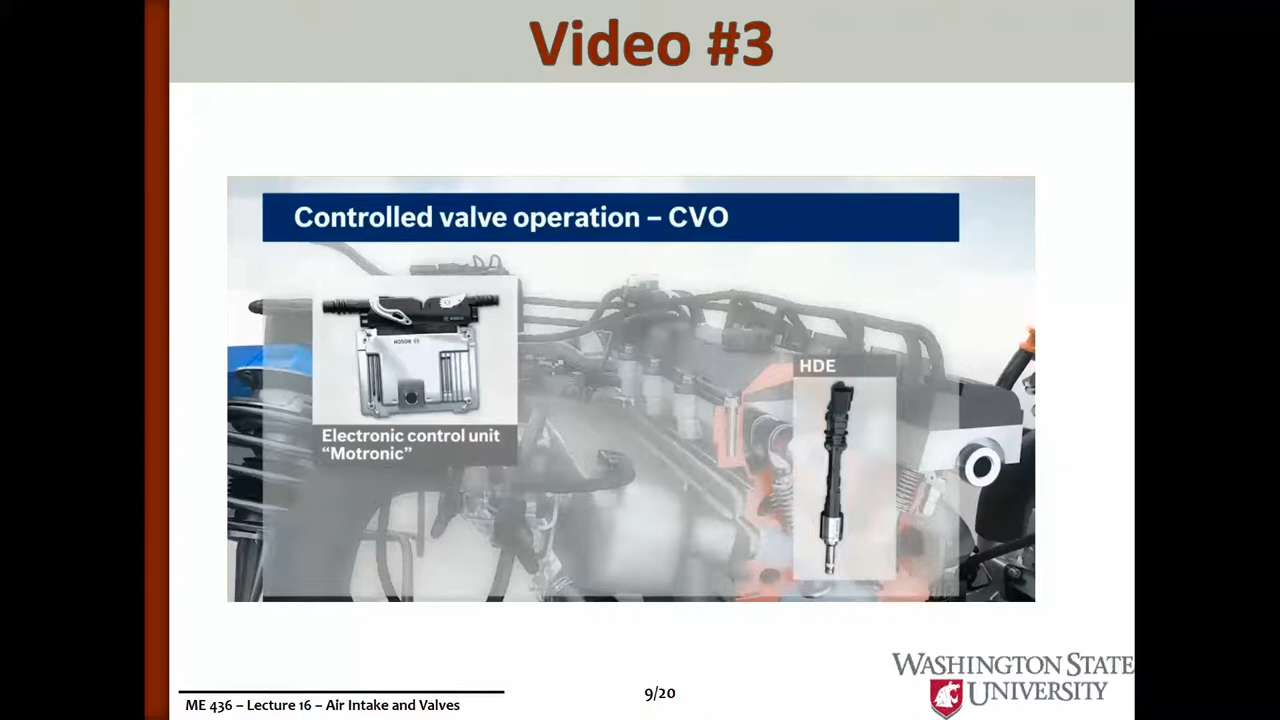 Video #3
Controlled valve operation – CVO
BOSCH
HDE
Electronic control unit
“Motronic”
WASHINGTON STATE
UNIVERSITY
9/20
ME 436 – Lecture 16 – Air Intake and Valves